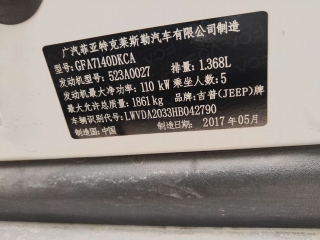 广汽菲亚特克莱斯勒汽车有限公司制造
型号：GFA7140DKCA
发动机型号：523A0027 排量：1.368L
发动机最大净功率：110 kW 乘坐人数：5
最大允许总质量：1861 kg 品牌：吉普(JEEP)牌
车辆识别代号：LWVDA2033HB042790
制造国：中国 制造日期：2017 年05月